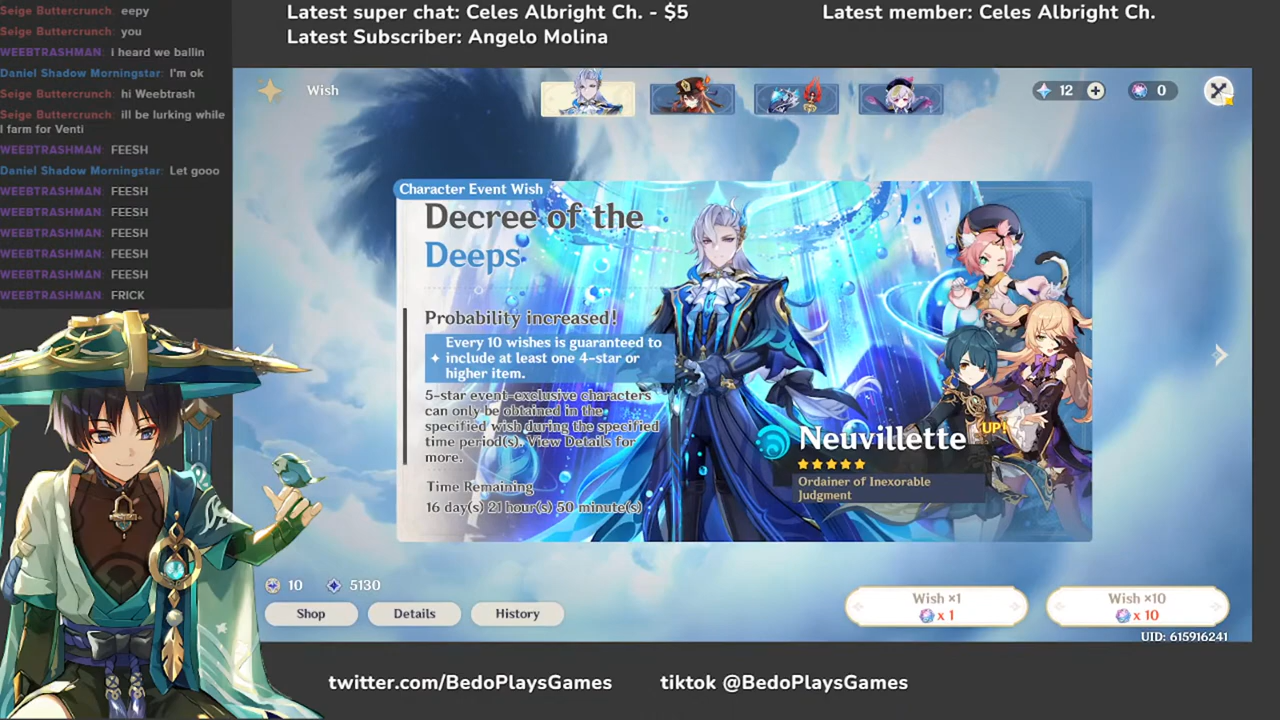 Seige Buttercrunch: eepy
Seige Buttercrunch: you
WEEBTRASHMAN: I heard we ballin
Daniel Shadow Morningstar: I'm ok
Seige Buttercrunch: hi Weebtrash
Seige Buttercrunch: ill be lurking while
I farm for Venti
WEEBTRASHMAN: FEESH
Daniel Shadow Morningstar: Let gooo
WEEBTRASHMAN: FEESH
WEEBTRASHMAN: FEESH
WEEBTRASHMAN: FEESH
WEEBTRASHMAN: FEESH
WEEBTRASHMAN: FEESH
WEEBTRASHMAN: FRICK
Latest super chat: Celes Albright Ch. - $5
Latest member: Celes Albright Ch.
Latest Subscriber: Angelo Molina
Wish
12
0
Character Event Wish
Decree of the
Deeps
Probability increased!
Every 10 wishes is guaranteed to
include at least one 4-star or
higher item.
5-star event-exclusive characters
can only be obtained in the
specified wish during the specified
time period(s). View Details for
more.
Time Remaining
16 day(s) 21 hour(s) 50 minute(s)
UP!
Neuvillette
Ordainer of Inexorable
Judgment
10
5130
Shop
Details
History
Wish ×1
x 1
Wish ×10
x 10
UID: 615916241
twitter.com/BedoPlaysGames
tiktok @BedoPlaysGames